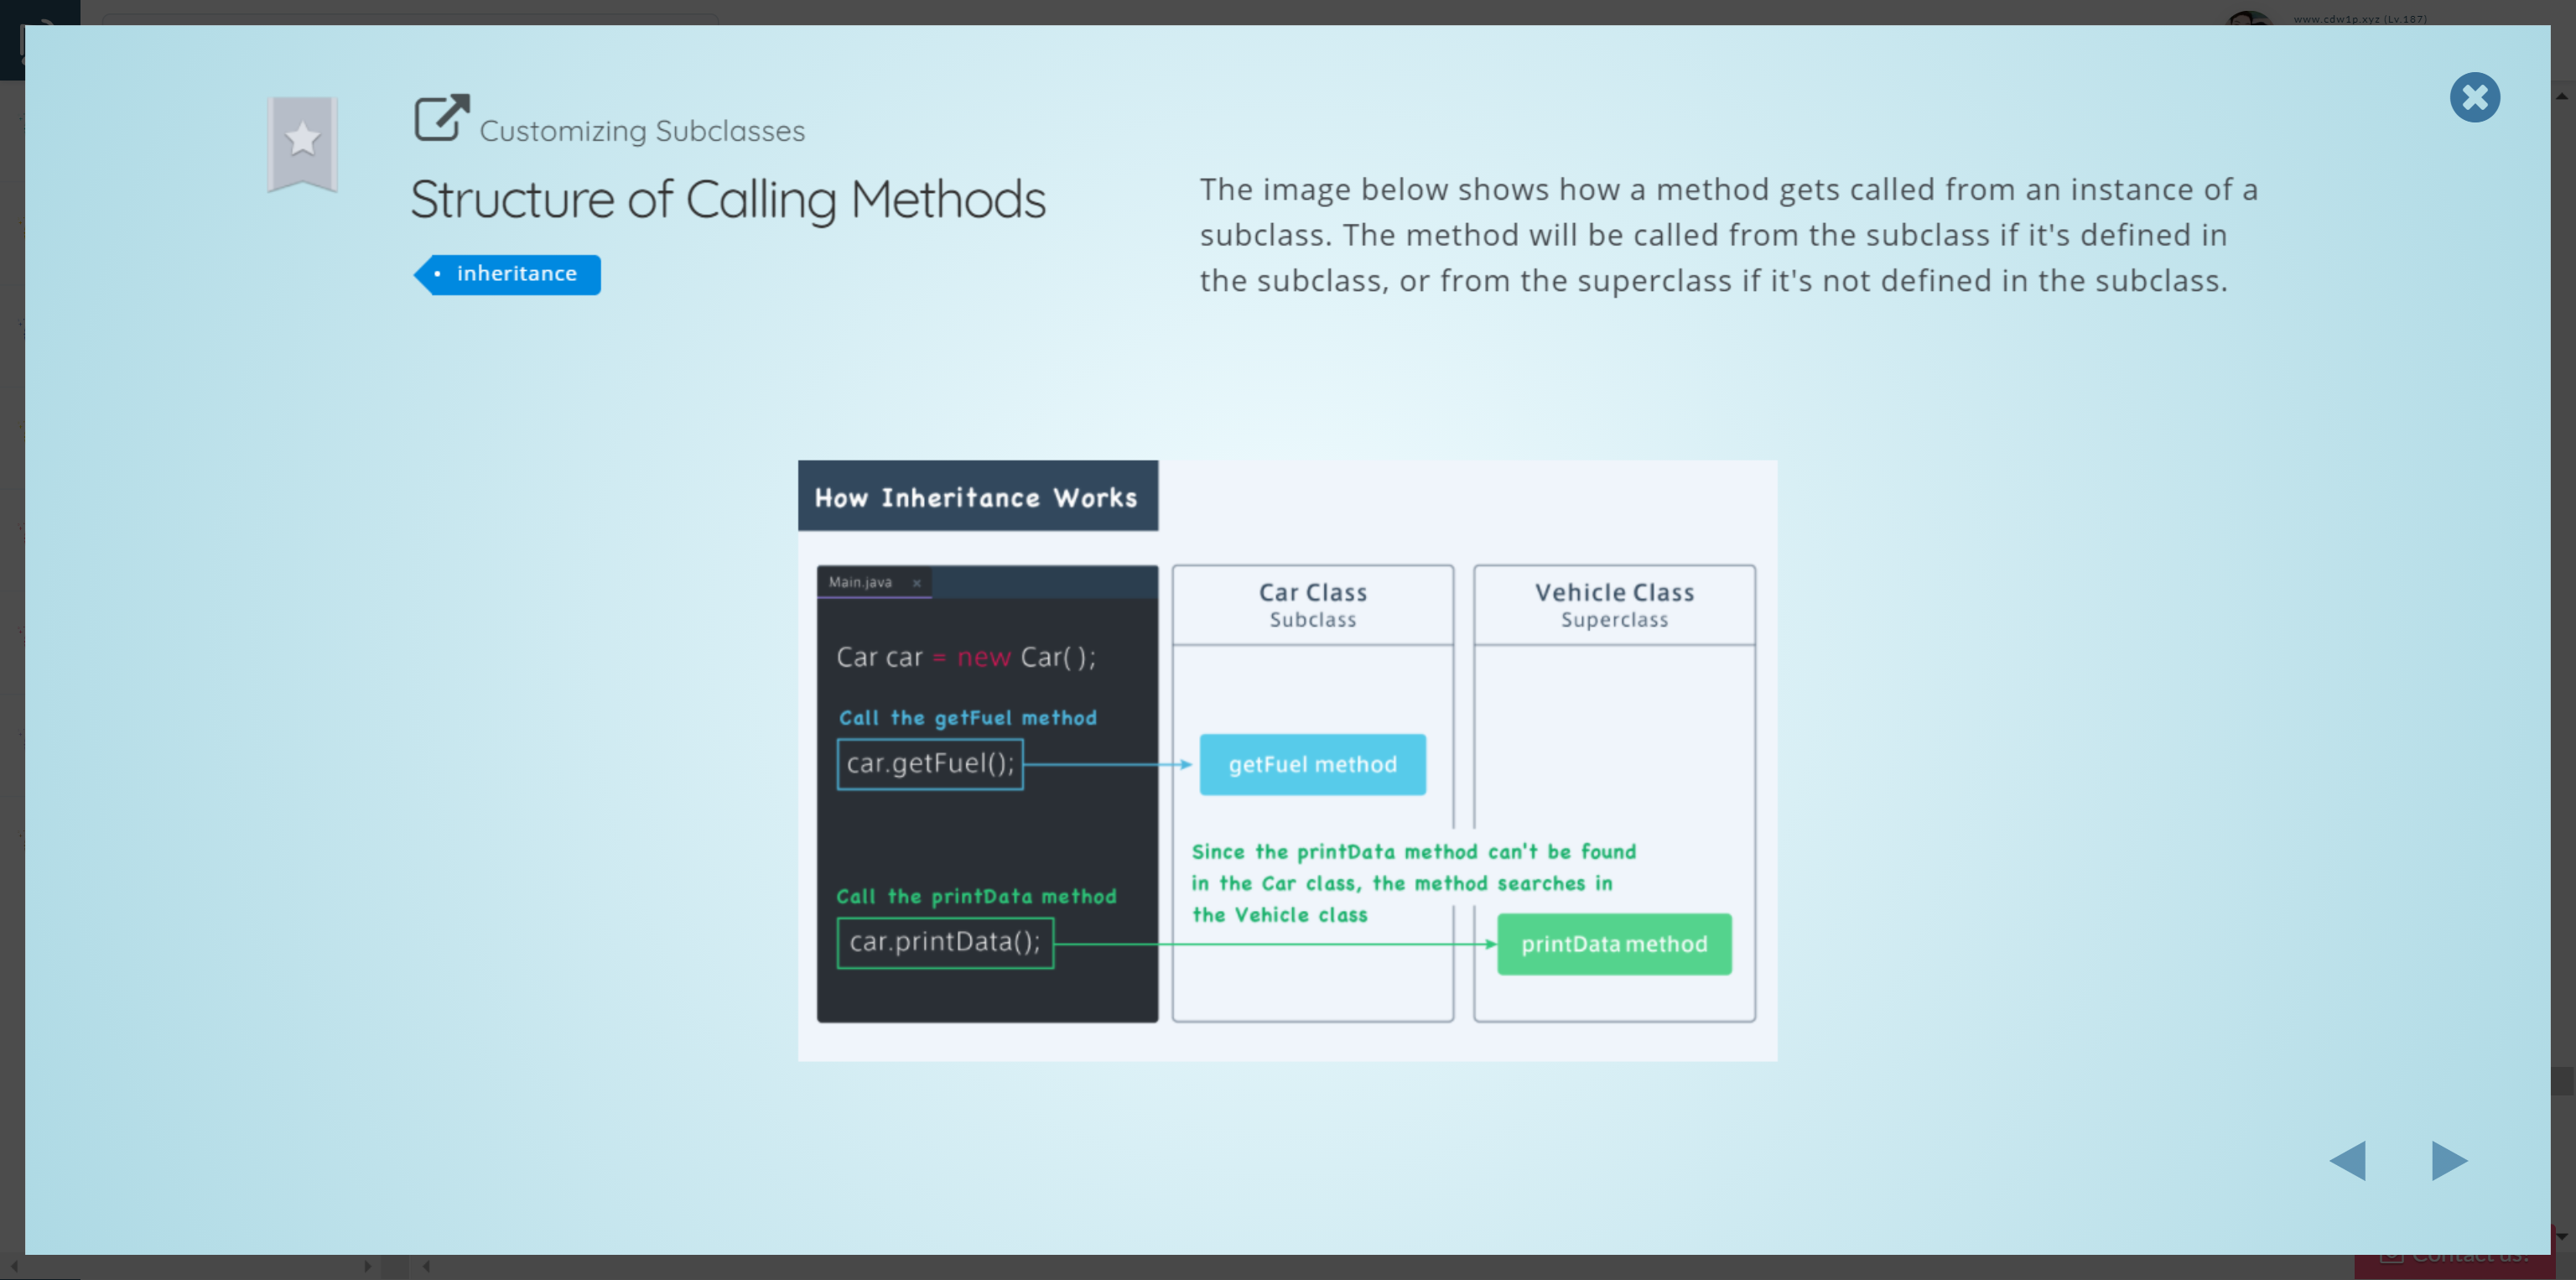 www.cdw1p.xyz (Lv.187)
Customizing Subclasses
Structure of Calling Methods
• inheritance
The image below shows how a method gets called from an instance of a
subclass. The method will be called from the subclass if it's defined in
the subclass, or from the superclass if it's not defined in the subclass.
How Inheritance Works
Main.java ×
Car car = new Car( );
Call the getFuel method
car.getFuel();
Call the printData method
car.printData();
Car Class
Subclass
getFuel method
Since the printData method can't be found
in the Car class, the method searches in
the Vehicle class
Vehicle Class
Superclass
printData method
Contact us!